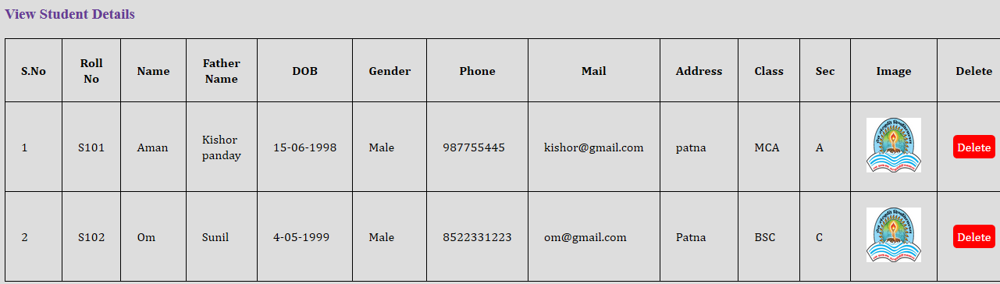 View Student Details
S.No Roll No Name Father Name DOB Gender Phone Mail Address Class Sec Image Delete
1 S101 Aman Kishor panday 15-06-1998 Male 987755445 kishor@gmail.com patna MCA A Delete
2 S102 Om Sunil 4-05-1999 Male 8522331223 om@gmail.com Patna BSC C Delete